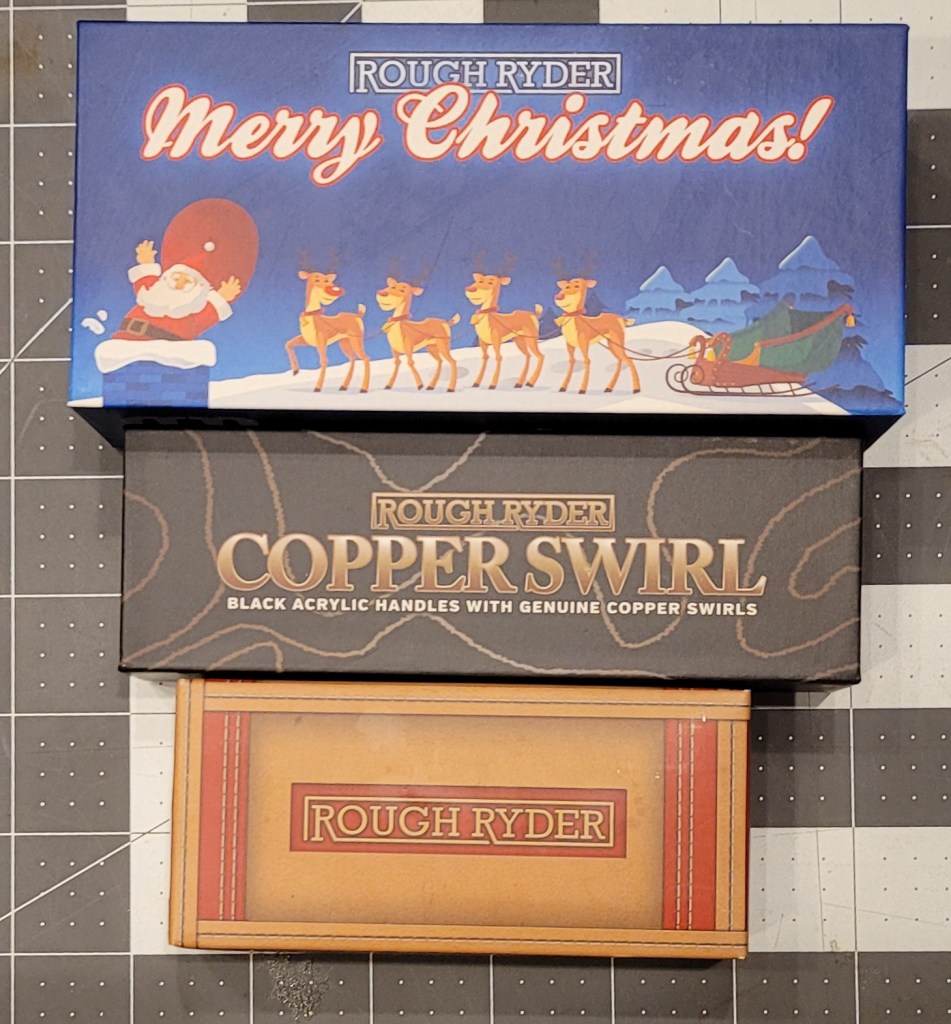 ROUGH RYDER
Merry Christmas!
ROUGH RYDER
COPPER SWIRL
BLACK ACRYLIC HANDLES WITH GENUINE COPPER SWIRLS
ROUGH RYDER